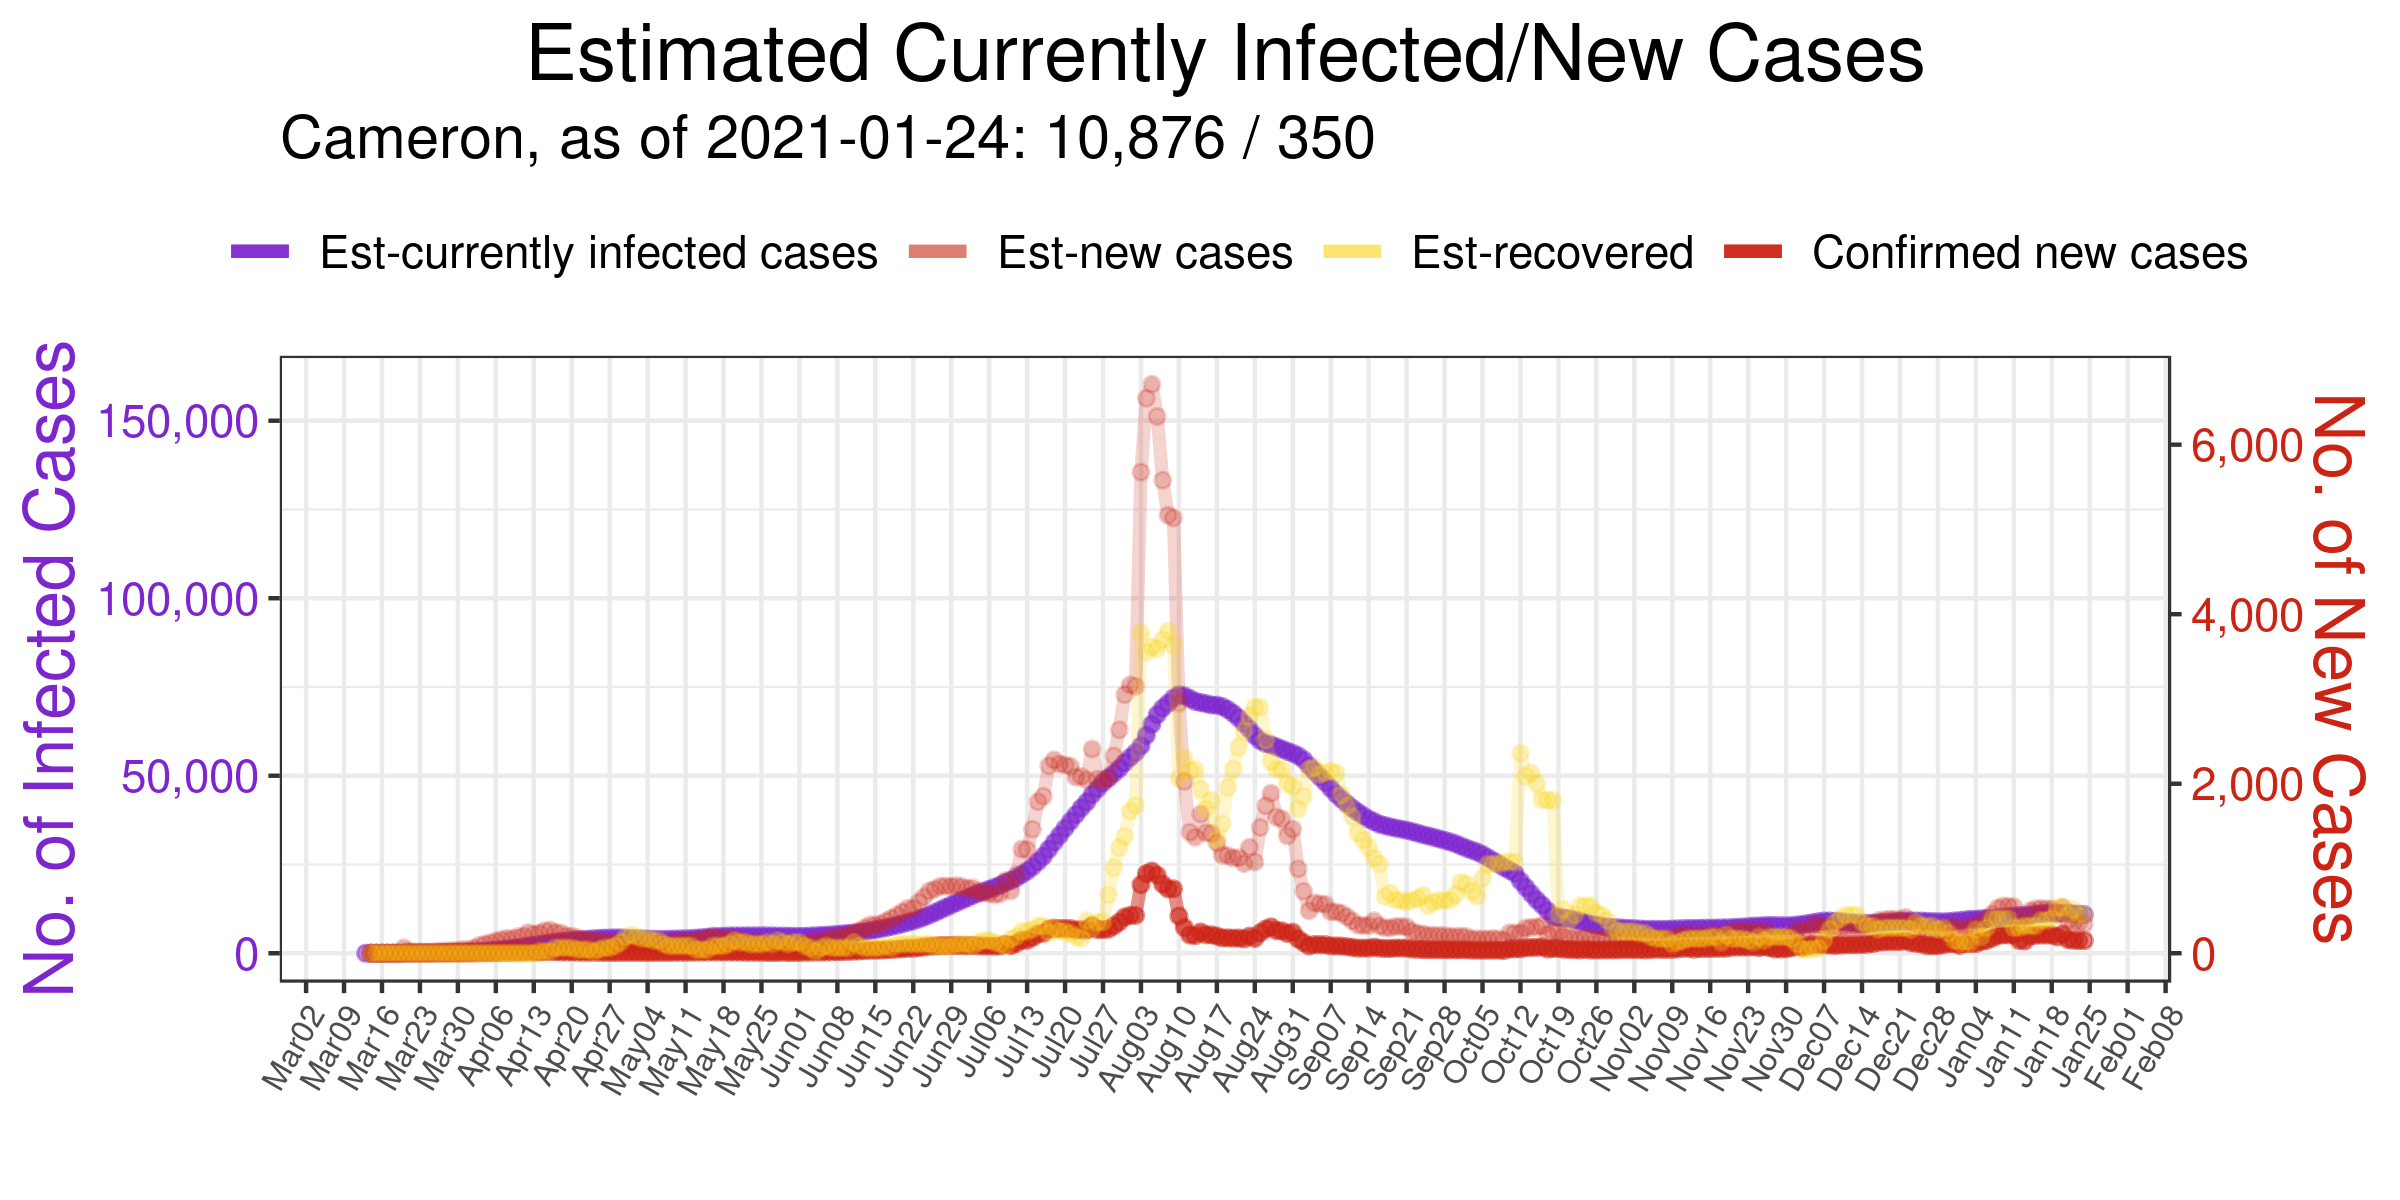 Estimated Currently Infected/New Cases
Cameron, as of 2021-01-24: 10,876 / 350
Est-currently infected cases Est-new cases Est-recovered Confirmed new cases
No. of Infected Cases
150,000
100,000
50,000
0
6,000
4,000
2,000
0
No. of New Cases
Mar02 Mar09 Mar16 Mar23 Mar30 Apr06 Apr13 Apr20 Apr27 May04 May11 May18 May25 Jun01 Jun08 Jun15 Jun22 Jun29 Jul06 Jul13 Jul20 Jul27 Aug03 Aug10 Aug17 Aug24 Aug31 Sep07 Sep14 Sep21 Sep28 Oct05 Oct12 Oct19 Oct26 Nov02 Nov09 Nov16 Nov23 Nov30 Dec07 Dec14 Dec21 Dec28 Jan04 Jan11 Jan18 Jan25 Feb01 Feb08